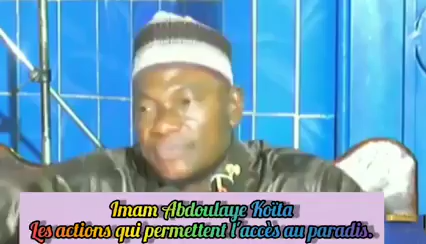 Imam Abdoulaye Koïta
Les actions qui permettent l'accès au paradis.